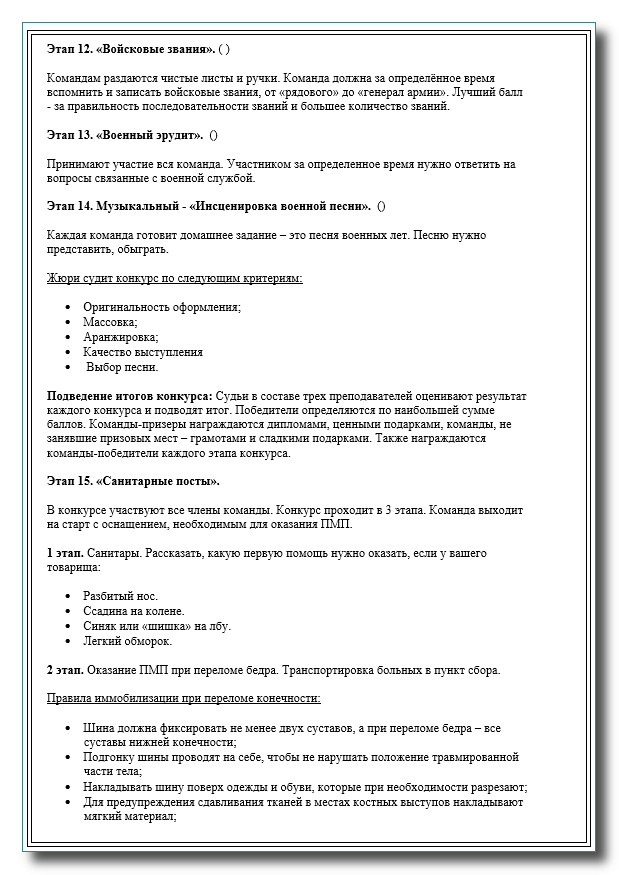 Этап 12. «Войсковые звания». ( )
Командам раздаются чистые листы и ручки. Команда должна за определённое время
вспомнить и записать войсковые звания, от «рядового» до «генерал армии». Лучший балл
- за правильность последовательности званий и большее количество званий.
Этап 13. «Военный эрудит». ()
Принимают участие вся команда. Участником за определенное время нужно ответить на
вопросы связанные с военной службой.
Этап 14. Музыкальный - «Инсценировка военной песни». ()
Каждая команда готовит домашнее задание – это песня военных лет. Песню нужно
представить, обыграть.
Жюри судит конкурс по следующим критериям:
• Оригинальность оформления;
• Массовка;
• Аранжировка;
• Качество выступления
• Выбор песни.
Подведение итогов конкурса: Судьи в составе трех преподавателей оценивают результат
каждого конкурса и подводят итог. Победители определяются по наибольшей сумме
баллов. Команды-призеры награждаются дипломами, ценными подарками, команды, не
занявшие призовых мест – грамотами и сладкими подарками. Также награждаются
команды-победители каждого этапа конкурса.
Этап 15. «Санитарные посты».
В конкурсе участвуют все члены команды. Конкурс проходит в 3 этапа. Команда выходит
на старт с оснащением, необходимым для оказания ПМП.
1 этап. Санитары. Рассказать, какую первую помощь нужно оказать, если у вашего
товарища:
• Разбитый нос.
• Ссадина на колене.
• Синяк или «шишка» на лбу.
• Легкий обморок.
2 этап. Оказание ПМП при переломе бедра. Транспортировка больных в пункт сбора.
Правила иммобилизации при переломе конечности:
• Шина должна фиксировать не менее двух суставов, а при переломе бедра – все
суставы нижней конечности;
• Подгонку шины проводят на себе, чтобы не нарушать положение травмированной
части тела;
• Накладывать шину поверх одежды и обуви, которые при необходимости разрезают;
• Для предупреждения сдавливания тканей в местах костных выступов накладывают
мягкий материал;